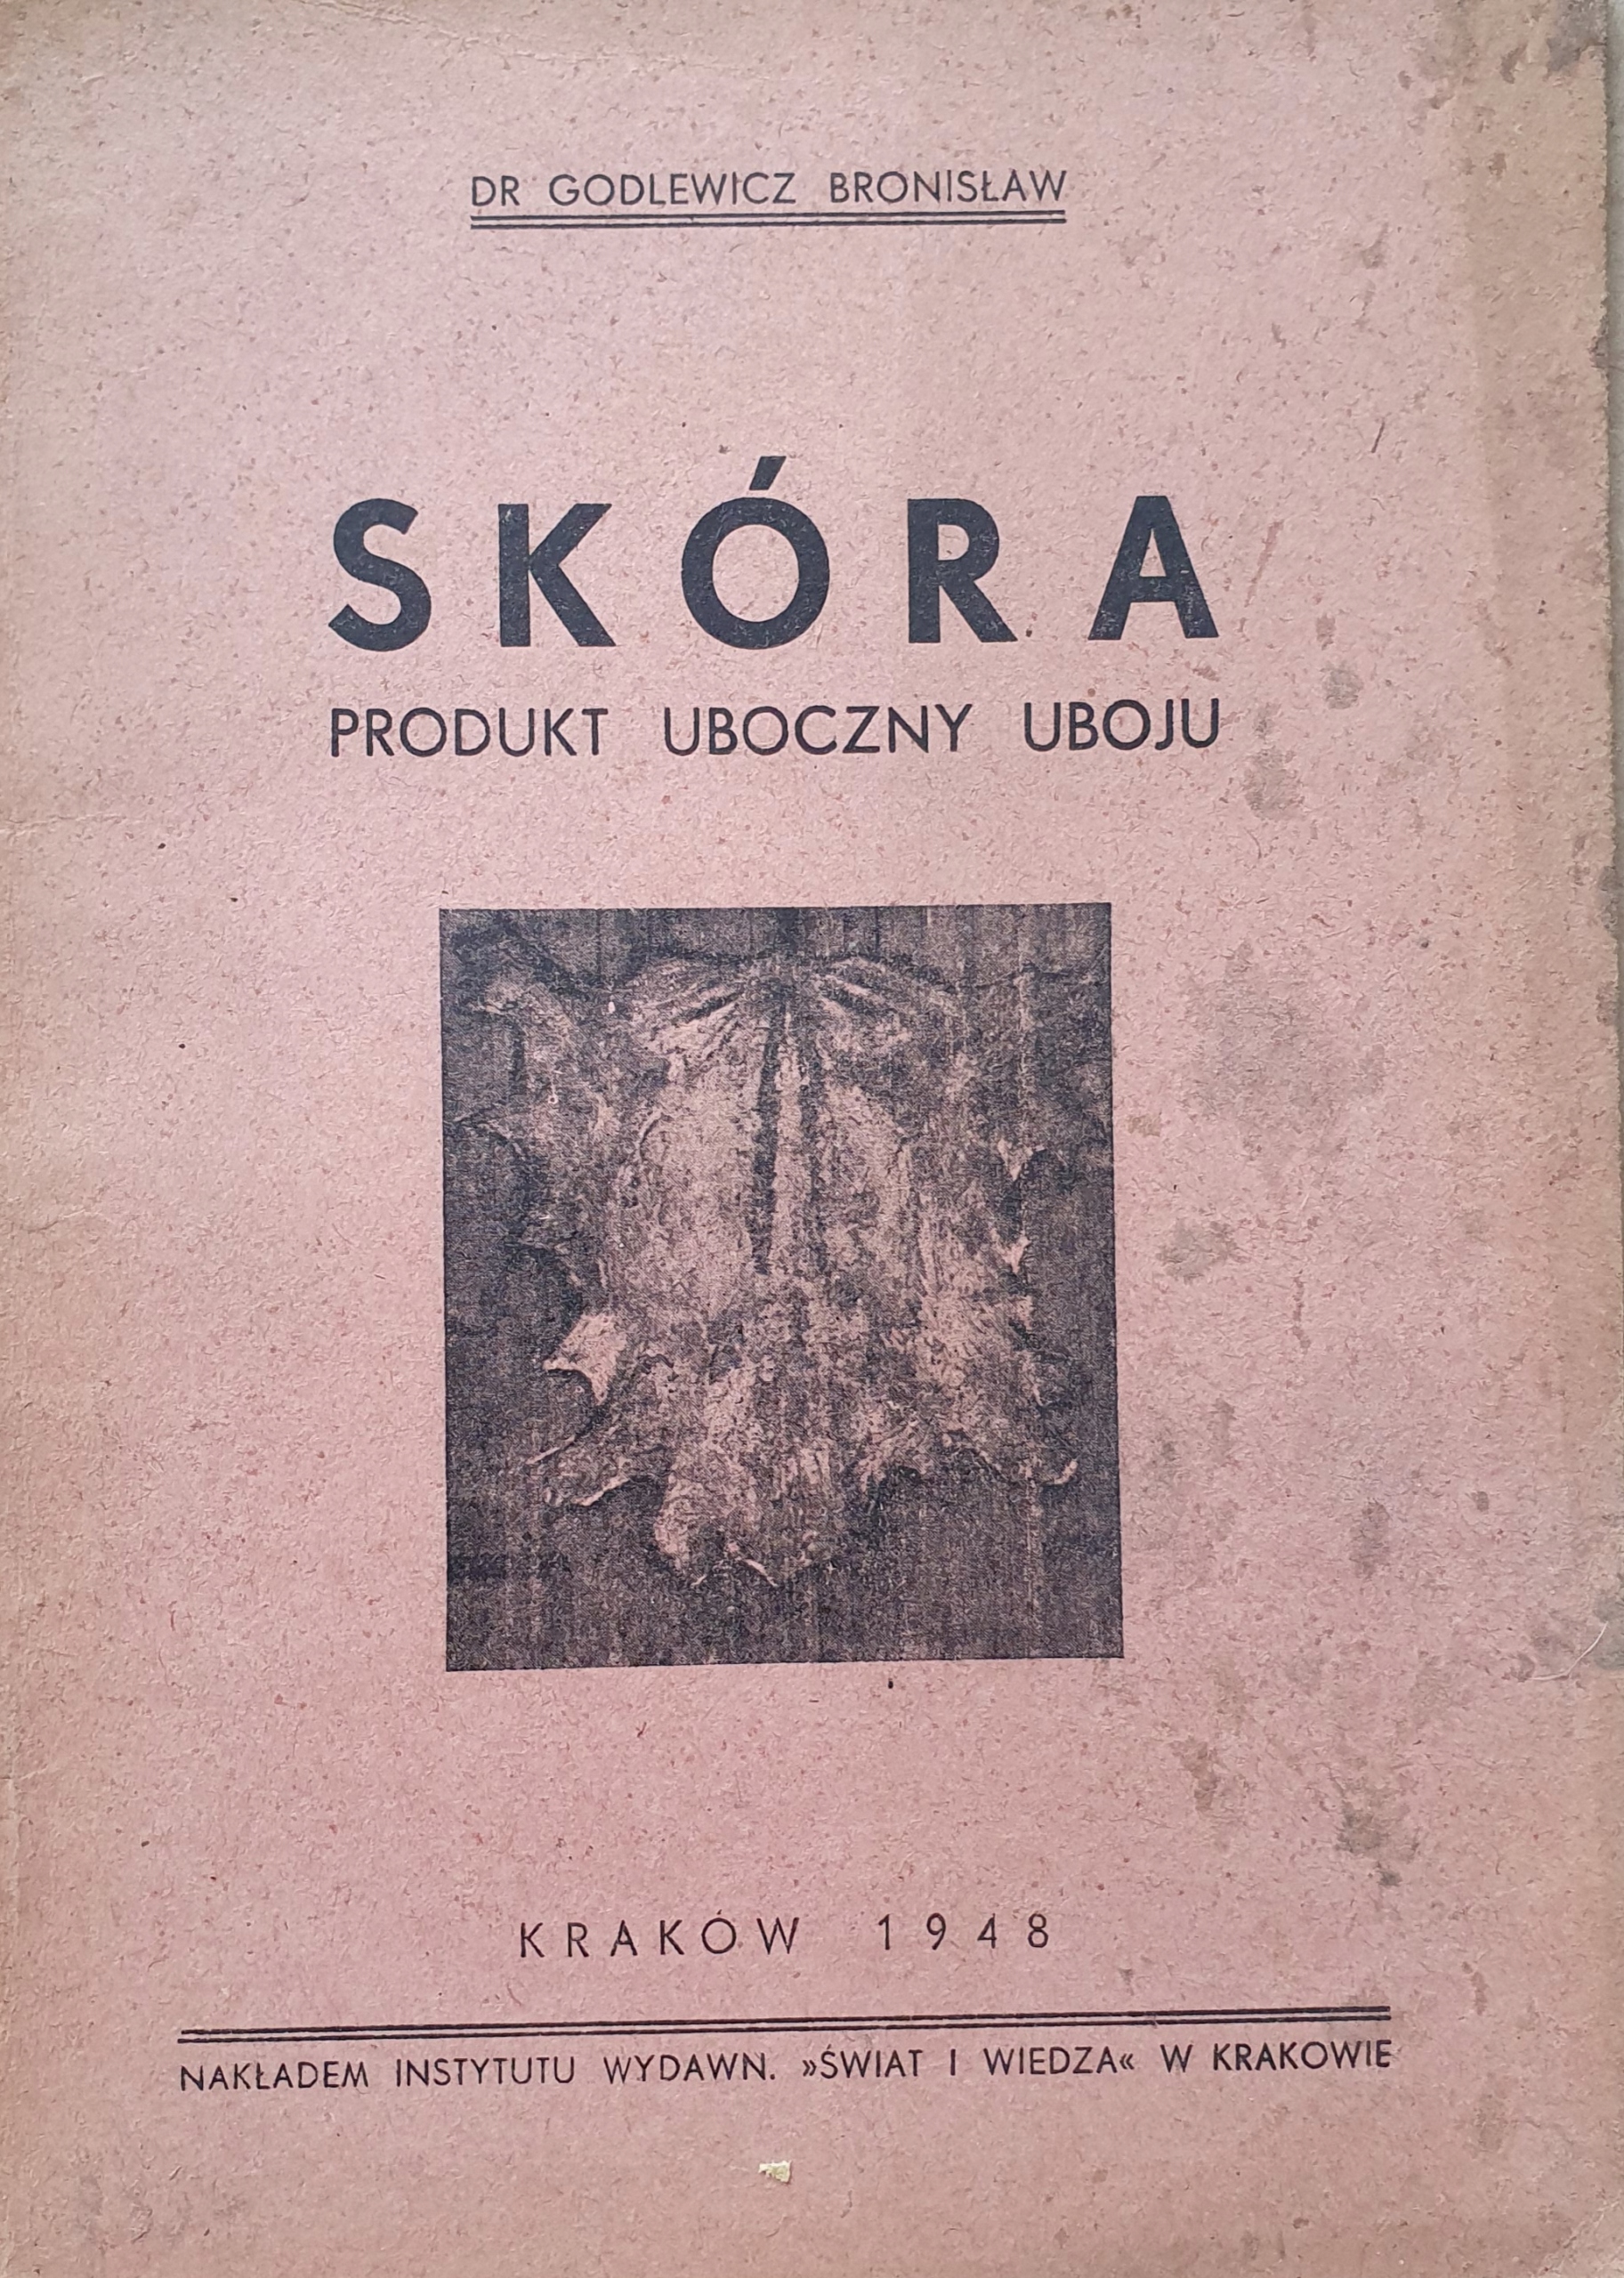 DR GODLEWICZ BRONISŁAW
SKÓRA
PRODUKT UBOCZNY UBOJU
KRAKÓW 1948
NAKŁADEM INSTYTUTU WYDAWN. »ŚWIAT I WIEDZA« W KRAKOWIE